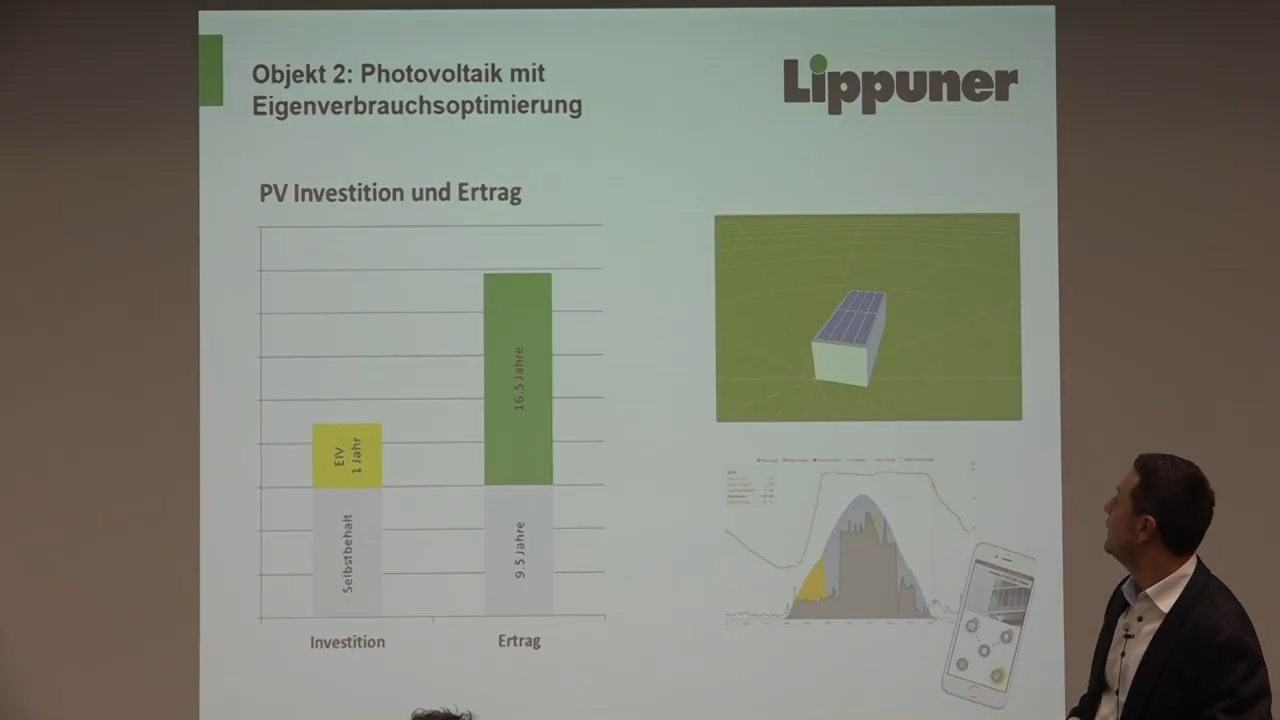 Objekt 2: Photovoltaik mit
Eigenverbrauchsoptimierung
Lippuner
PV Investition und Ertrag
EIV
1 Jahr
Selbstbehalt
16.5 Jahre
9.5 Jahre
Investition
Ertrag